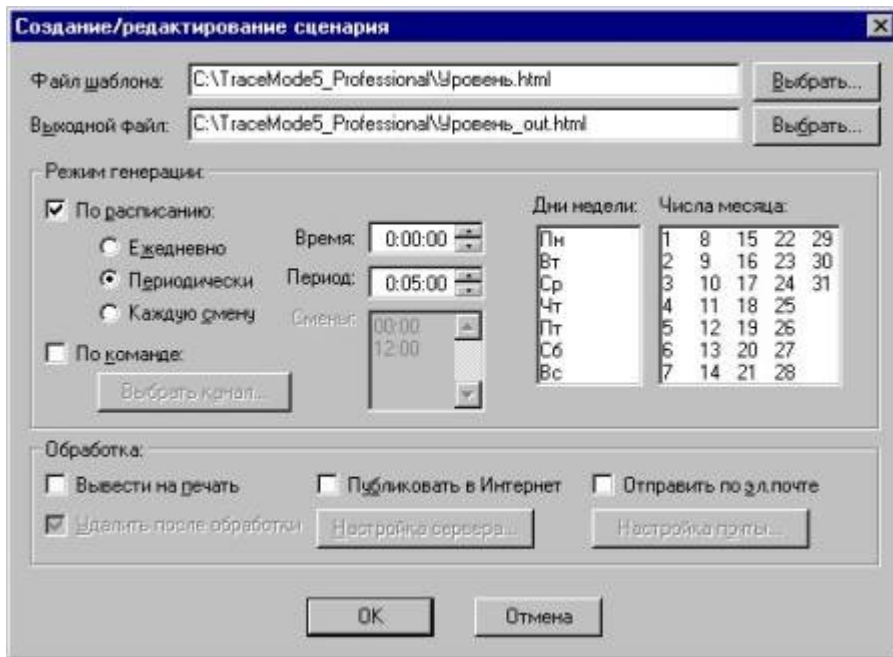 Создание/редактирование сценария
Файл шаблона: C:\TraceMode5_Professional\Уровень.html Выбрать...
Выходной файл: C:\TraceMode5_Professional\Уровень_out.html Выбрать...
Режим генерации:
По расписанию: Дни недели: Числа месяца:
Ежедневно Время: 0:00:00 Пн 1 8 15 22 29
Вт 2 9 16 23 30
Периодически Период: 0:05:00 Ср 3 10 17 24 31
Каждую смену Смены: 00:00 Чт 4 11 18 25
12:00 Пт 5 12 19 26
По команде: Сб 6 13 20 27
Выбрать канал... Вс 7 14 21 28
Обработка:
Вывести на печать Публиковать в Интернет Отправить по эл.почте
Удалить после обработки Настройка сервера... Настройка почты...
OK Отмена